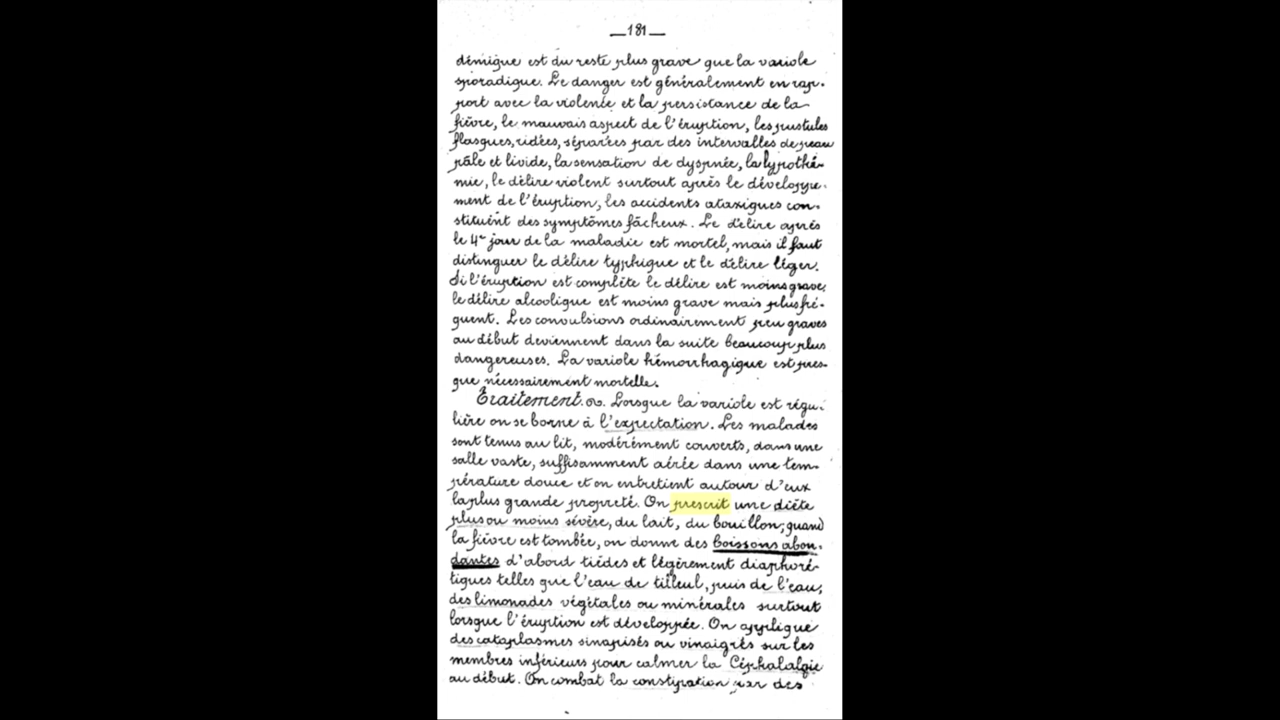 _181_
démique est du reste plus grave que la variole
sporadique. Le danger est généralement en rap-
port avec la violence et la persistance de la
fièvre, le mauvais aspect de l'éruption, les pustules
flasques, ridées, séparées par des intervalles de peau
pâle et livide, la sensation de dyspnée, la lypothé-
mie, le délire violent surtout après le développe-
ment de l'éruption, les accidents ataxiques con-
stituent des symptômes fâcheux. Le délire après
le 4e jour de la maladie est mortel, mais il faut
distinguer le délire typhique et le délire léger.
Si l'éruption est complète le délire est moins grave,
le délire alcoolique est moins grave mais plus fré-
quent. Les convulsions ordinairement peu graves
au début deviennent dans la suite beaucoup plus
dangereuses. La variole hémorrhagique est pres-
que nécessairement mortelle.
Traitement. Lorsque la variole est régu-
lière on se borne à l'expectation. Les malades
sont tenus au lit, modérément couverts, dans une
salle vaste, suffisamment aérée dans une tem-
pérature douce et on entretient autour d'eux
la plus grande propreté. On prescrit une diète
plus ou moins sévère, du lait, du bouillon; quand
la fièvre est tombée, on donne des boissons abon-
dantes d'abord tièdes et légèrement diaphoré-
tiques telles que l'eau de tilleul, puis de l'eau,
des limonades végétales ou minérales surtout
lorsque l'éruption est développée. On applique
des cataplasmes sinapisés ou vinaigrés sur les
membres inférieurs pour calmer la Céphalalgie
au début. On combat la constipation par des